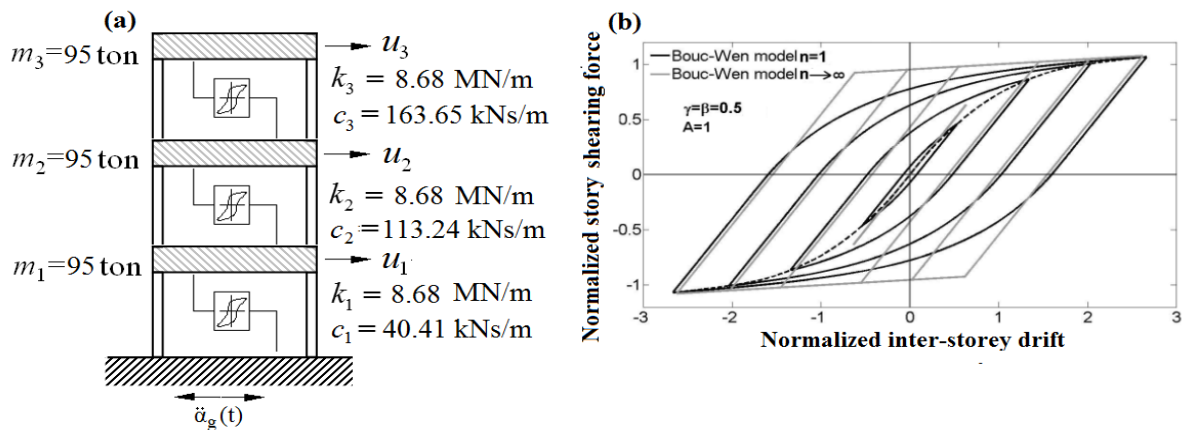 (a)
m₃=95 ton
u₃
k₃ = 8.68 MN/m
c₃ = 163.65 kNs/m
m₂=95 ton
u₂
k₂ = 8.68 MN/m
c₂ =113.24 kNs/m
m₁=95 ton
u₁
k₁ = 8.68 MN/m
c₁ = 40.41 kNs/m
α̈g(t)
(b)
Normalized story shearing force
1
0.5
0
-0.5
-1
Bouc-Wen model n=1
Bouc-Wen model n→∞
γ=β=0.5
A=1
-3 -2 -1 0 1 2 3
Normalized inter-storey drift